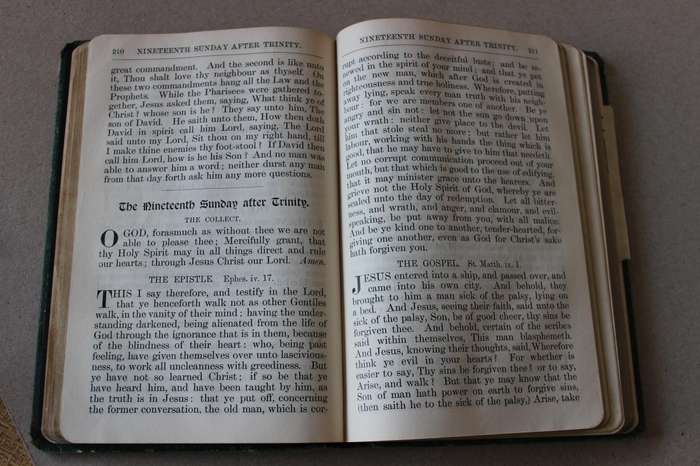 210 NINETEENTH SUNDAY AFTER TRINITY.
great commandment. And the second is like unto
it, Thou shalt love thy neighbour as thyself. On
these two commandments hang all the Law and the
Prophets. While the Pharisees were gathered to-
gether, Jesus asked them, saying, What think ye of
Christ? whose son is he? They say unto him, The
son of David. He saith unto them, How then doth
David in spirit call him Lord, saying, The Lord
said unto my Lord, Sit thou on my right hand, till
I make thine enemies thy foot-stool? If David then
call him Lord, how is he his Son? And no man was
able to answer him a word; neither durst any man
from that day forth ask him any more questions.
The Nineteenth Sunday after Trinity.
THE COLLECT.
O GOD, forasmuch as without thee we are not
able to please thee; Mercifully grant, that
thy Holy Spirit may in all things direct and rule
our hearts; through Jesus Christ our Lord. Amen.
THE EPISTLE. Ephes. iv. 17.
THIS I say therefore, and testify in the Lord,
that ye henceforth walk not as other Gentiles
walk, in the vanity of their mind: having the under-
standing darkened, being alienated from the life of
God through the ignorance that is in them, because
of the blindness of their heart: who, being past
feeling, have given themselves over unto lascivious-
ness, to work all uncleanness with greediness. But
ye have not so learned Christ; if so be that ye
have heard him, and have been taught by him, as
the truth is in Jesus: that ye put off, concerning
the former conversation, the old man, which is cor-
NINETEENTH SUNDAY AFTER TRINITY. 211
rupt according to the deceitful lusts; and be re-
newed in the spirit of your mind; and that ye put
on the new man, which after God is created in
righteousness and true holiness. Wherefore, putting
away lying, speak every man truth with his neigh-
bour: for we are members one of another. Be ye
angry and sin not: let not the sun go down upon
your wrath: neither give place to the devil. Let
him that stole steal no more; but rather let him
labour, working with his hands the thing which is
good, that he may have to give to him that needeth.
Let no corrupt communication proceed out of your
mouth, but that which is good to the use of edifying,
that it may minister grace unto the hearers. And
grieve not the Holy Spirit of God, whereby ye are
sealed unto the day of redemption. Let all bitter-
ness, and wrath, and anger, and clamour, and evil-
speaking, be put away from you, with all malice.
And be ye kind one to another, tender-hearted, for-
giving one another, even as God for Christ's sake
hath forgiven you.
THE GOSPEL. St. Matth. ix. 1.
JESUS entered into a ship, and passed over, and
came into his own city. And behold, they
brought to him a man sick of the palsy, lying on
a bed. And Jesus, seeing their faith, said unto the
sick of the palsy, Son, be of good cheer, thy sins be
forgiven thee. And behold, certain of the scribes
said within themselves, This man blasphemeth.
And Jesus, knowing their thoughts, said, Wherefore
think ye evil in your hearts? For whether is
easier to say, Thy sins be forgiven thee? or to say,
Arise, and walk? But that ye may know that the
Son of man hath power on earth to forgive sins,
(then saith he to the sick of the palsy,) Arise, take